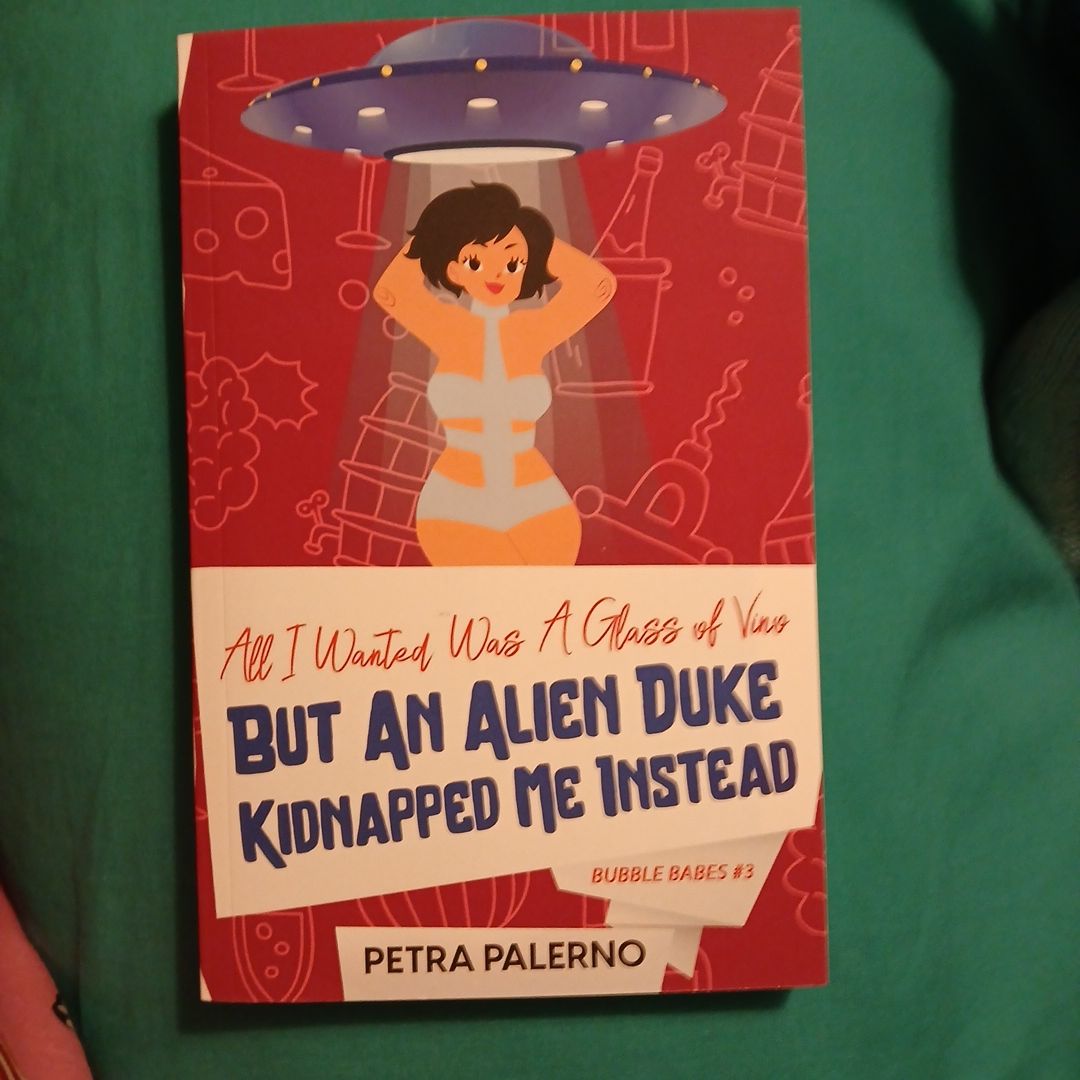 All I Wanted Was A Glass of Vino
BUT AN ALIEN DUKE
KIDNAPPED ME INSTEAD
BUBBLE BABES #3
PETRA PALERNO